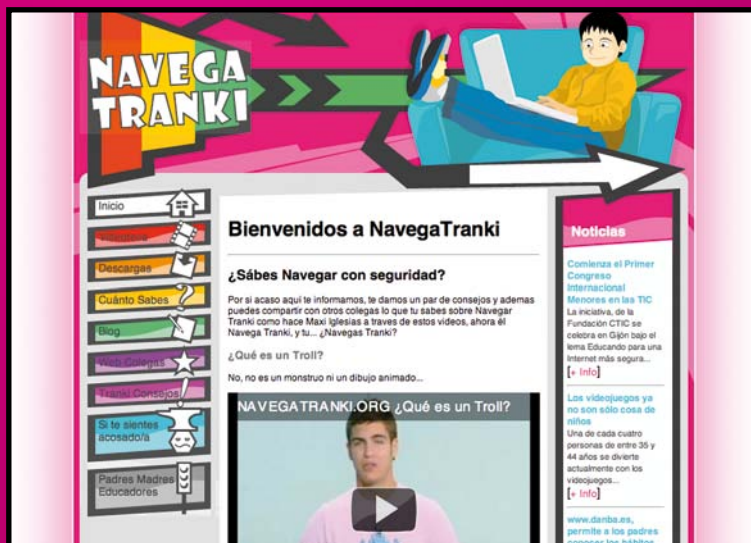 NAVEGA
TRANKI
Inicio
Videoteca
Descargas
Cuánto Sabes
Blog
Web Colegas
Tranki Consejos
Si te sientes
acosado/a
Padres Madres
Educadores
Bienvenidos a NavegaTranki
¿Sábes Navegar con seguridad?
Por si acaso aquí te informamos, te damos un par de consejos y ademas
puedes compartir con otros colegas lo que tu sabes sobre Navegar
Tranki como hace Maxi Iglesias a traves de estos videos, ahora él
Navega Tranki, y tu... ¿Navegas Tranki?
¿Qué es un Troll?
No, no es un monstruo ni un dibujo animado...
NAVEGATRANKI.ORG ¿Qué es un Troll?
Noticias
Comienza el Primer
Congreso
Internacional
Menores en las TIC
La iniciativa, de la
Fundación CTIC se
celebra en Gijón bajo el
lema Educando para una
Internet más segura...
[+ Info]
Los videojuegos ya
no son sólo cosa de
niños
Una de cada cuatro
personas de entre 35 y
44 años se divierte
actualmente con los
videojuegos...
[+ Info]
www.danba.es,
permite a los padres
conocer los hábitos